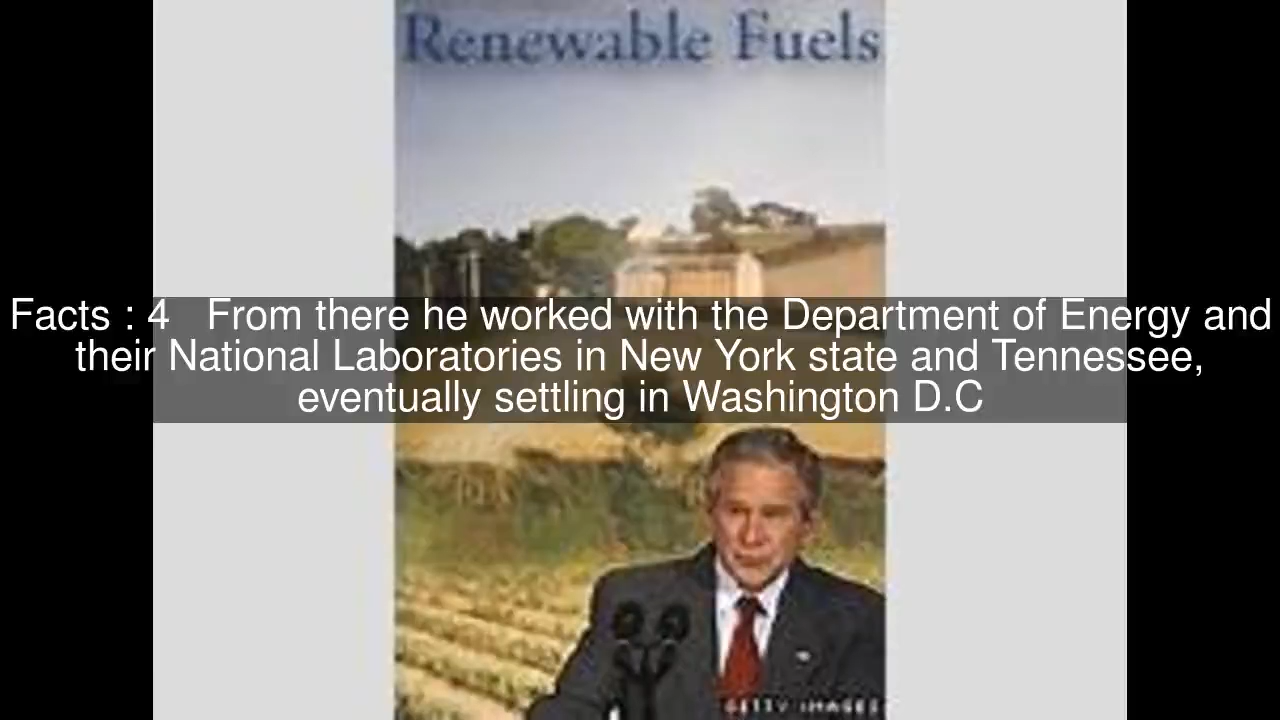 Renewable Fuels
Facts : 4   From there he worked with the Department of Energy and
their National Laboratories in New York state and Tennessee,
eventually settling in Washington D.C
GETTY IMAGES